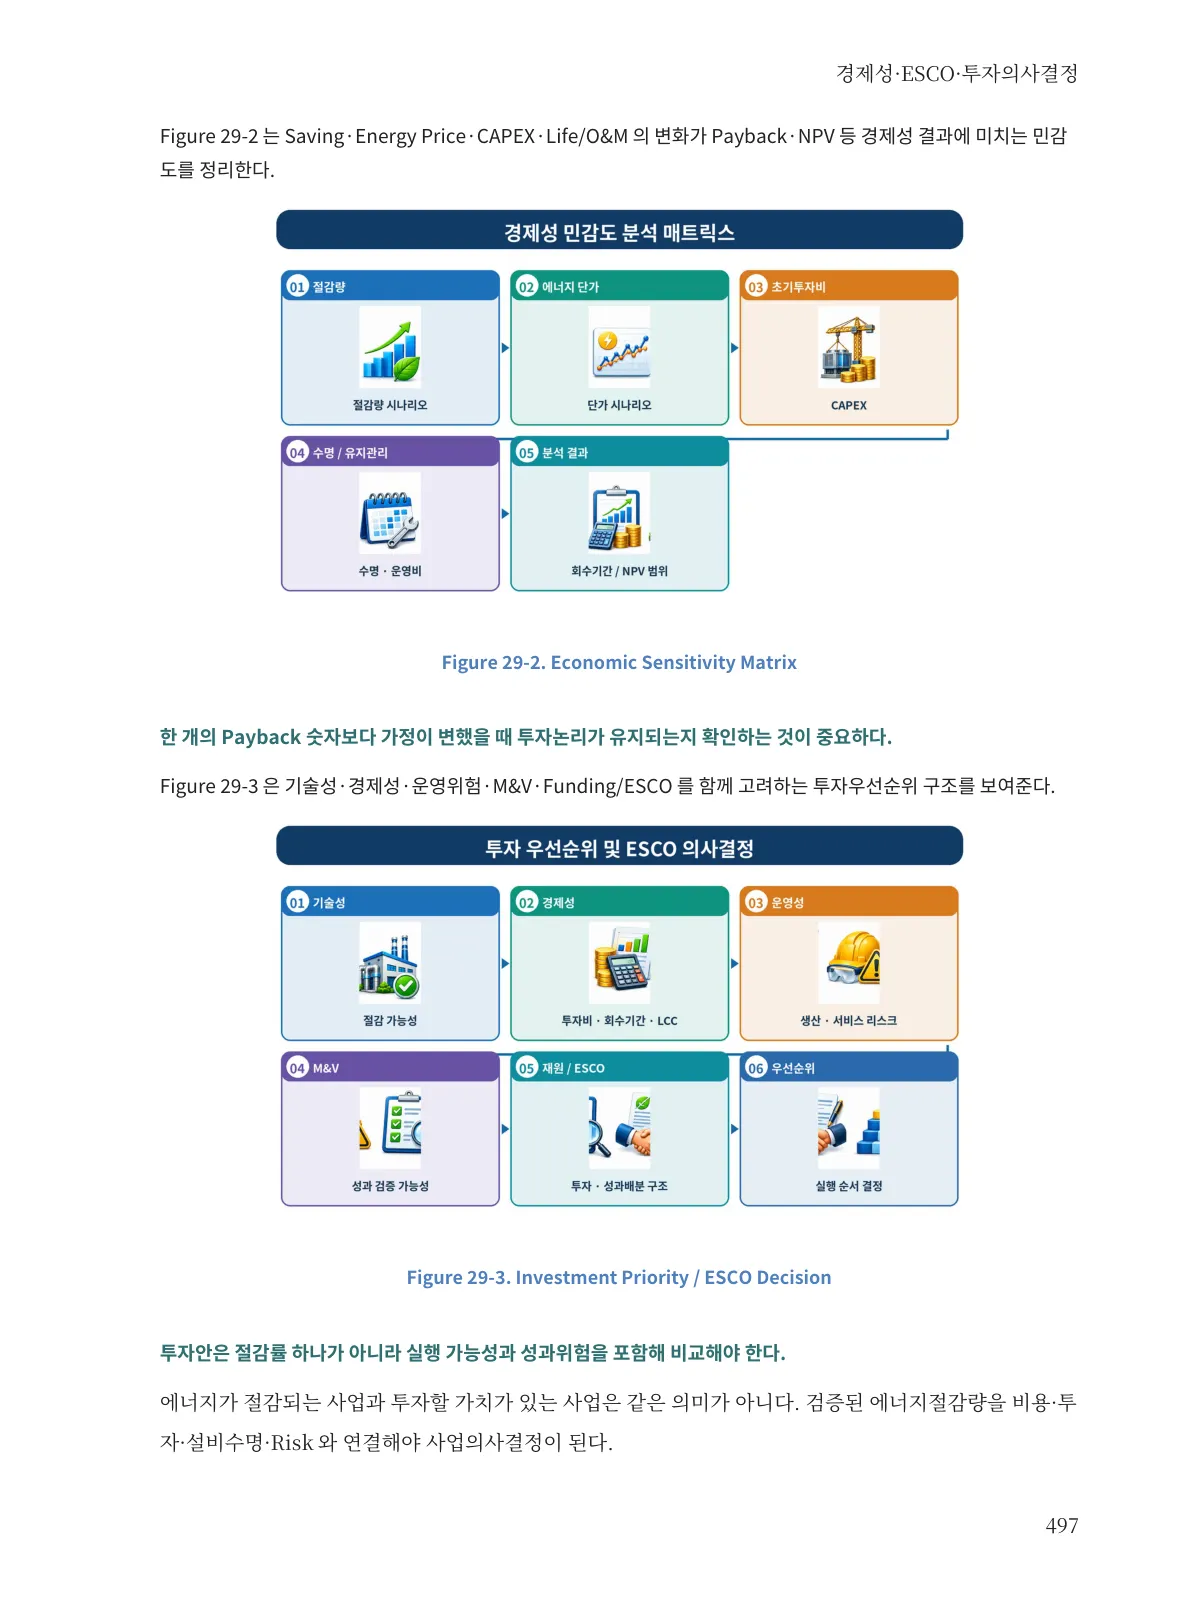 경제성·ESCO·투자의사결정
Figure 29-2 는 Saving·Energy Price·CAPEX·Life/O&M 의 변화가 Payback·NPV 등 경제성 결과에 미치는 민감
도를 정리한다.
경제성 민감도 분석 매트릭스
01 절감량
02 에너지 단가
03 초기투자비
절감량 시나리오
단가 시나리오
CAPEX
04 수명 / 유지관리
05 분석 결과
수명 · 운영비
회수기간 / NPV 범위
Figure 29-2. Economic Sensitivity Matrix
한 개의 Payback 숫자보다 가정이 변했을 때 투자논리가 유지되는지 확인하는 것이 중요하다.
Figure 29-3 은 기술성·경제성·운영위험·M&V·Funding/ESCO 를 함께 고려하는 투자우선순위 구조를 보여준다.
투자 우선순위 및 ESCO 의사결정
01 기술성
02 경제성
03 운영성
절감 가능성
투자비 · 회수기간 · LCC
생산 · 서비스 리스크
04 M&V
05 재원 / ESCO
06 우선순위
성과 검증 가능성
투자 · 성과배분 구조
실행 순서 결정
Figure 29-3. Investment Priority / ESCO Decision
투자안은 절감률 하나가 아니라 실행 가능성과 성과위험을 포함해 비교해야 한다.
에너지가 절감되는 사업과 투자할 가치가 있는 사업은 같은 의미가 아니다. 검증된 에너지절감량을 비용·투
자·설비수명·Risk 와 연결해야 사업의사결정이 된다.
497